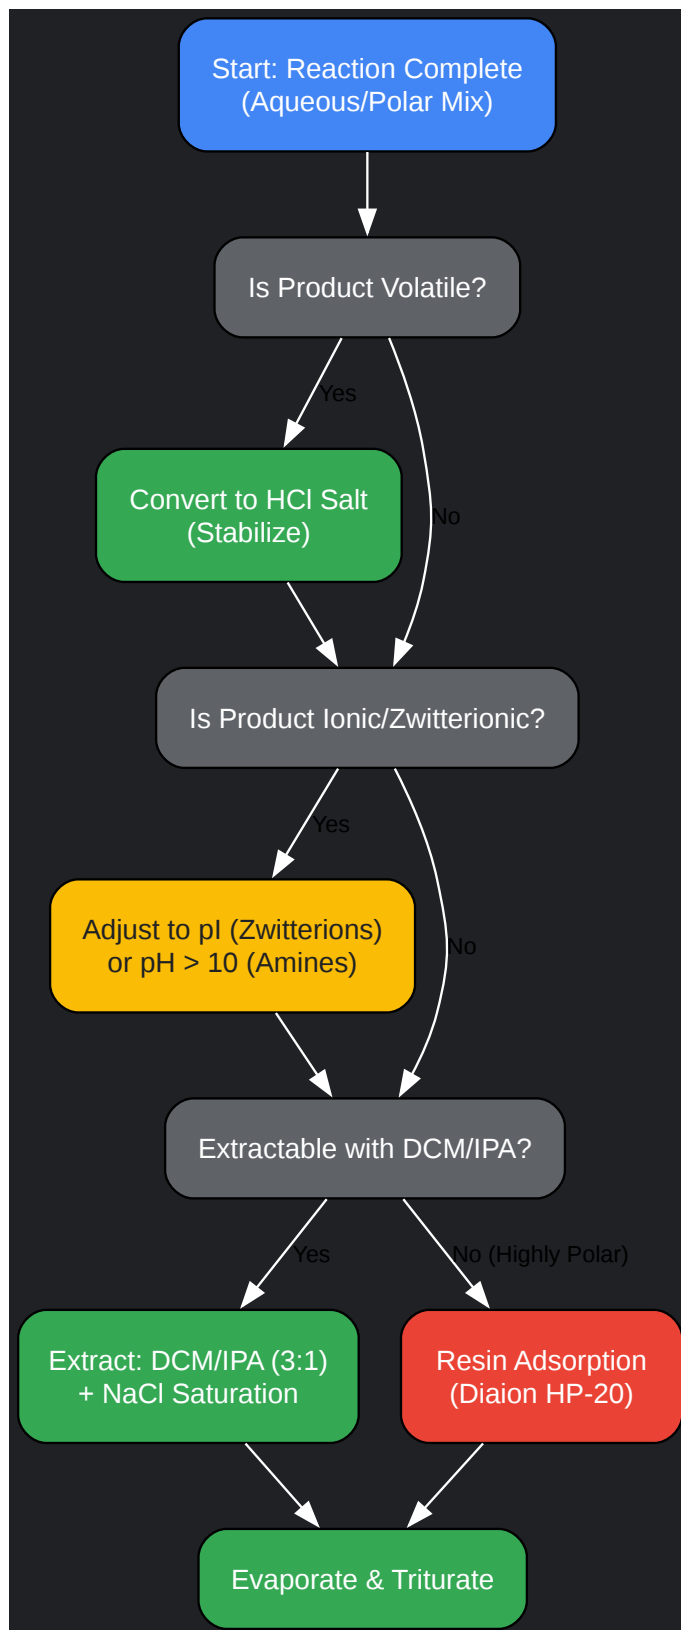 Start: Reaction Complete
(Aqueous/Polar Mix)
Is Product Volatile?
Yes
Convert to HCl Salt
(Stabilize)
No
Is Product Ionic/Zwitterionic?
Yes
Adjust to pI (Zwitterions)
or pH > 10 (Amines)
No
Extractable with DCM/IPA?
Yes
No (Highly Polar)
Extract: DCM/IPA (3:1)
+ NaCl Saturation
Resin Adsorption
(Diaion HP-20)
Evaporate & Triturate